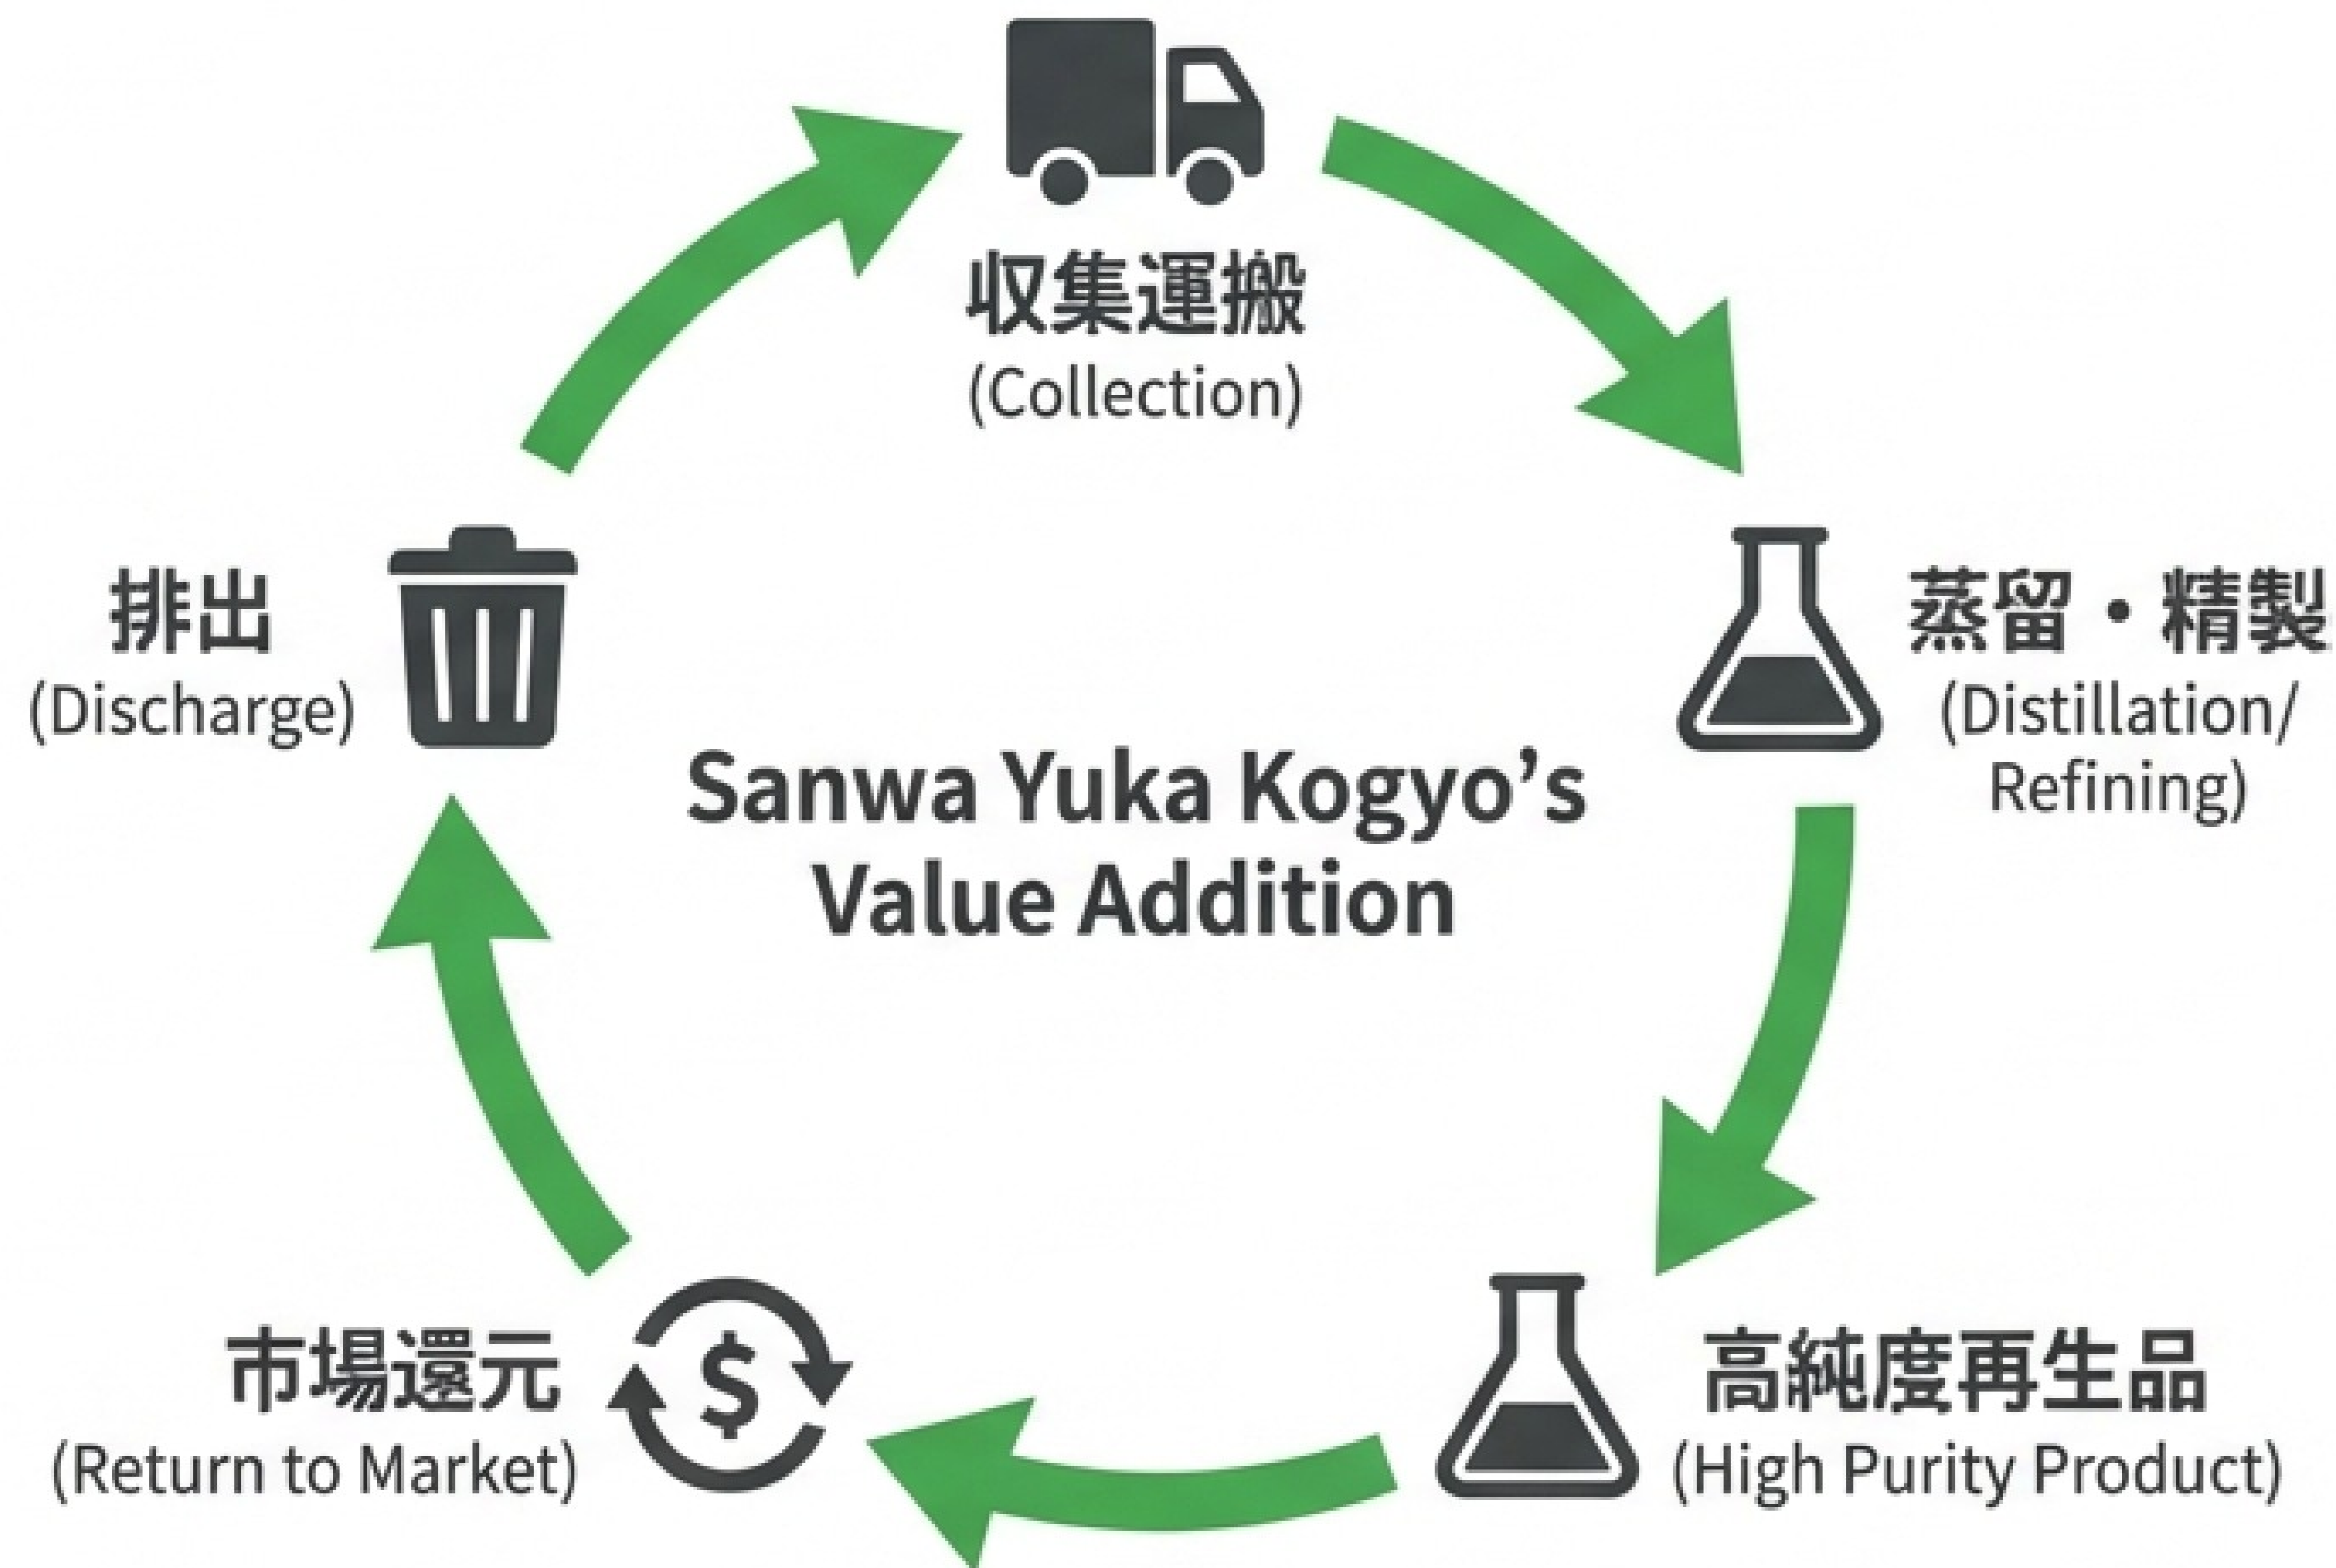 収集運搬
(Collection)
排出
(Discharge)
蒸留・精製
(Distillation/
Refining)
Sanwa Yuka Kogyo’s
Value Addition
市場還元
(Return to Market)
$
高純度再生品
(High Purity Product)